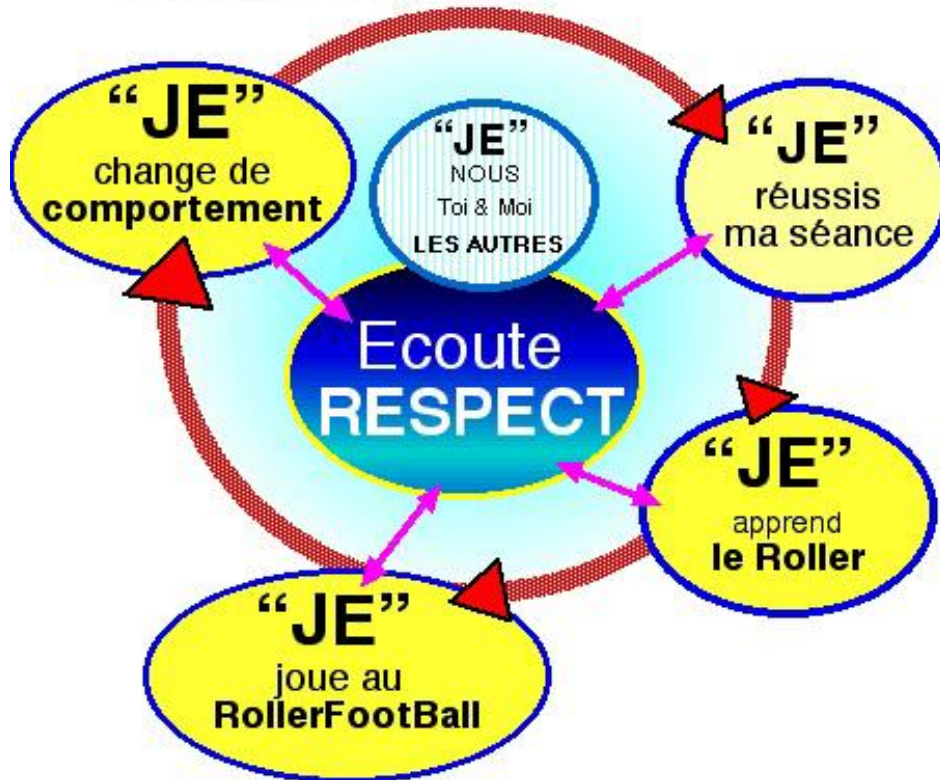 “JE”
change de
comportement
“JE”
NOUS
Toi & Moi
LES AUTRES
“JE”
réussis
ma séance
Ecoute
RESPECT
“JE”
apprend
le Roller
“JE”
joue au
RollerFootBall